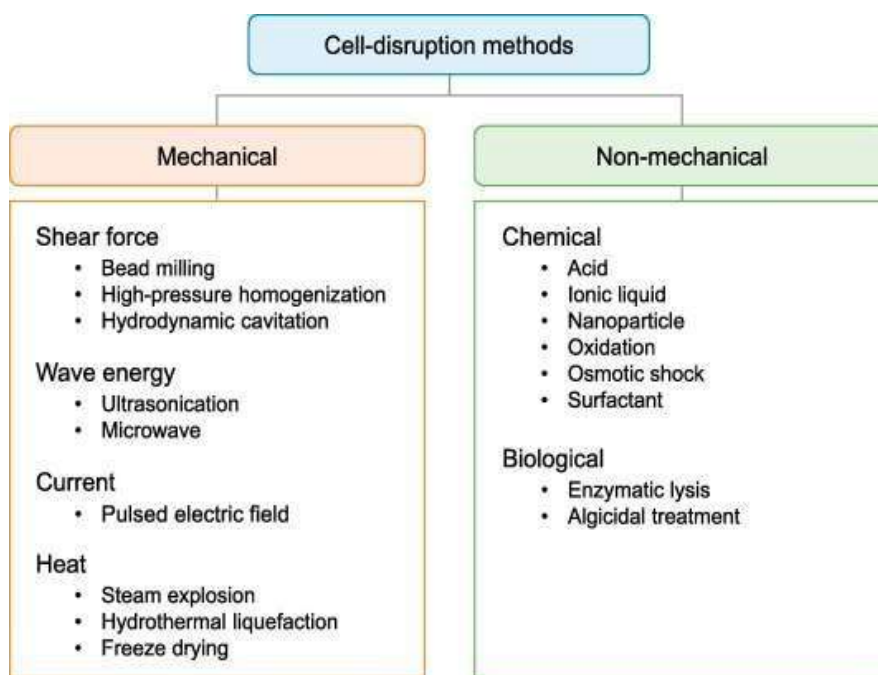 Cell-disruption methods
Mechanical
Shear force
• Bead milling
• High-pressure homogenization
• Hydrodynamic cavitation
Wave energy
• Ultrasonication
• Microwave
Current
• Pulsed electric field
Heat
• Steam explosion
• Hydrothermal liquefaction
• Freeze drying
Non-mechanical
Chemical
• Acid
• Ionic liquid
• Nanoparticle
• Oxidation
• Osmotic shock
• Surfactant
Biological
• Enzymatic lysis
• Algicidal treatment